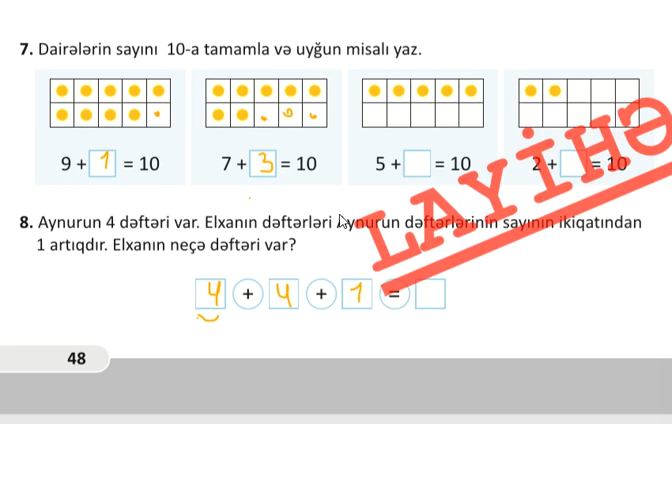 7. Dairələrin sayını 10-a tamamla və uyğun misalı yaz.
9 + 1 = 10 7 + 3 = 10 5 + = 10 2 + = 10
8. Aynurun 4 dəftəri var. Elxanın dəftərləri Aynurun dəftərlərinin sayının ikiqatından
1 artıqdır. Elxanın neçə dəftəri var?
4 + 4 + 1 =
48
LAYİHƏ